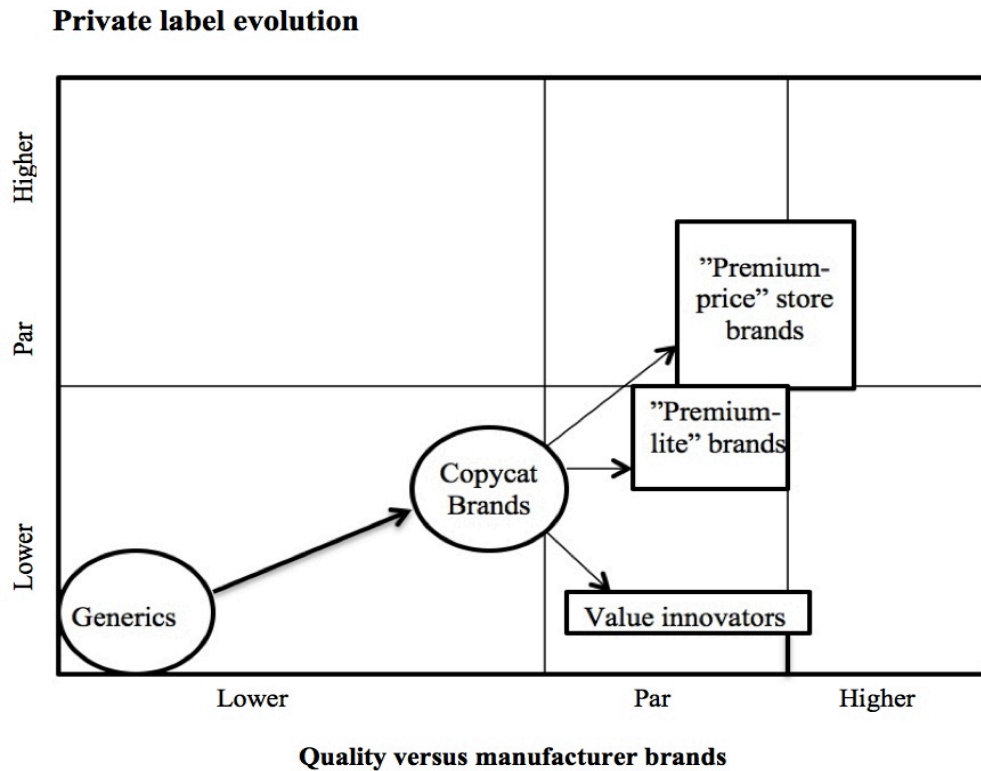 Private label evolution
Higher
Par
Lower
”Premium-
price” store
brands
”Premium-
lite” brands
Copycat
Brands
Generics
Value innovators
Lower
Par
Higher
Quality versus manufacturer brands